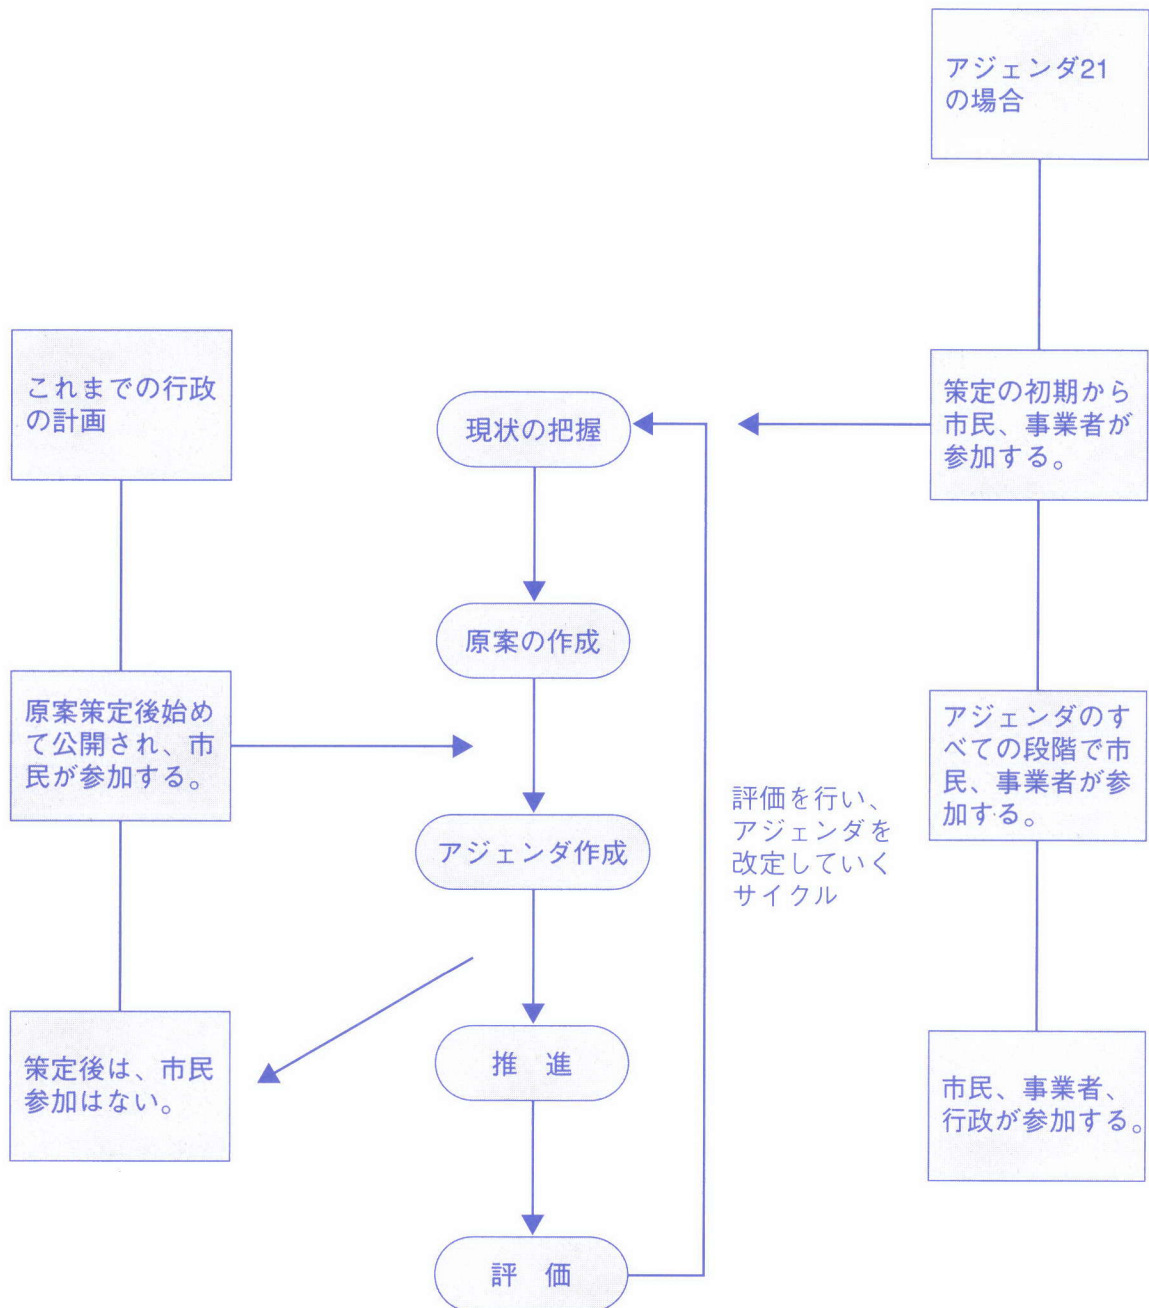 アジェンダ21
の場合
これまでの行政
の計画
現状の把握
策定の初期から
市民、事業者が
参加する。
原案の作成
原案策定後始め
て公開され、市
民が参加する。
アジェンダのす
べての段階で市
民、事業者が参
加する。
評価を行い、
アジェンダを
改定していく
サイクル
アジェンダ作成
策定後は、市民
参加はない。
推　進
市民、事業者、
行政が参加する。
評　価